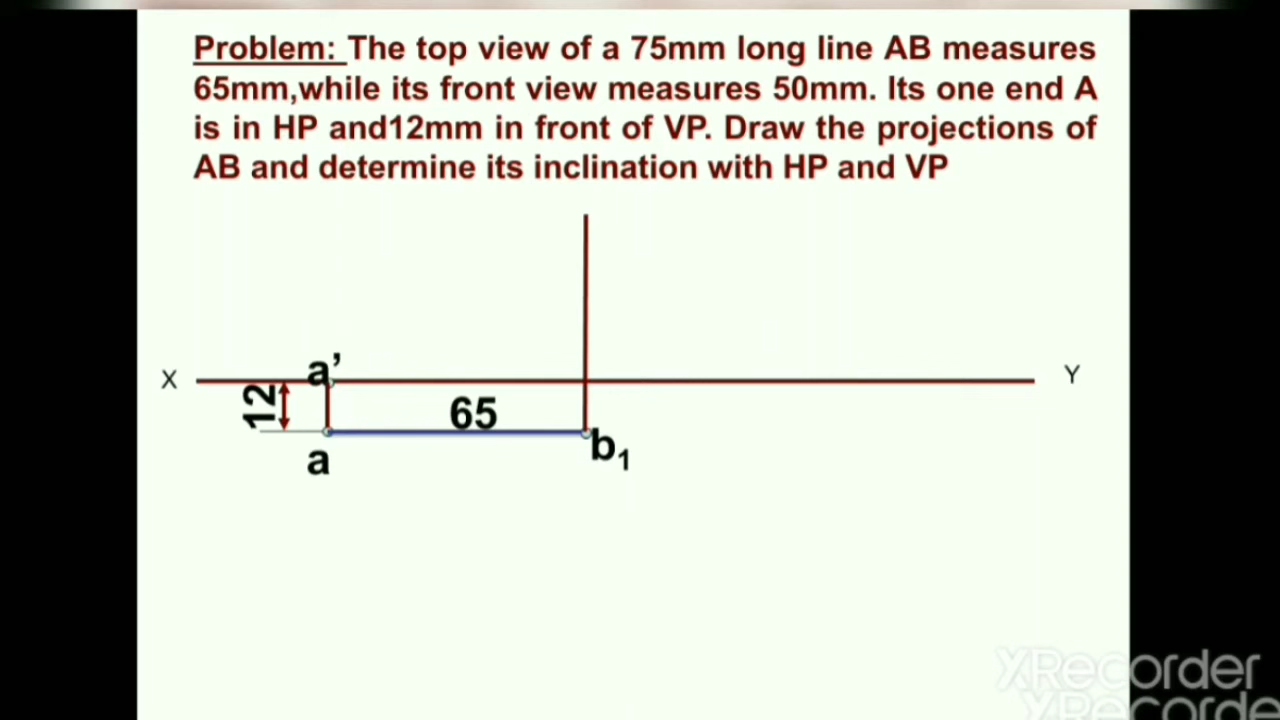 Problem: The top view of a 75mm long line AB measures
65mm,while its front view measures 50mm. Its one end A
is in HP and12mm in front of VP. Draw the projections of
AB and determine its inclination with HP and VP
X
a’
Y
12
65
a
b₁
XRecorder
XRecorde